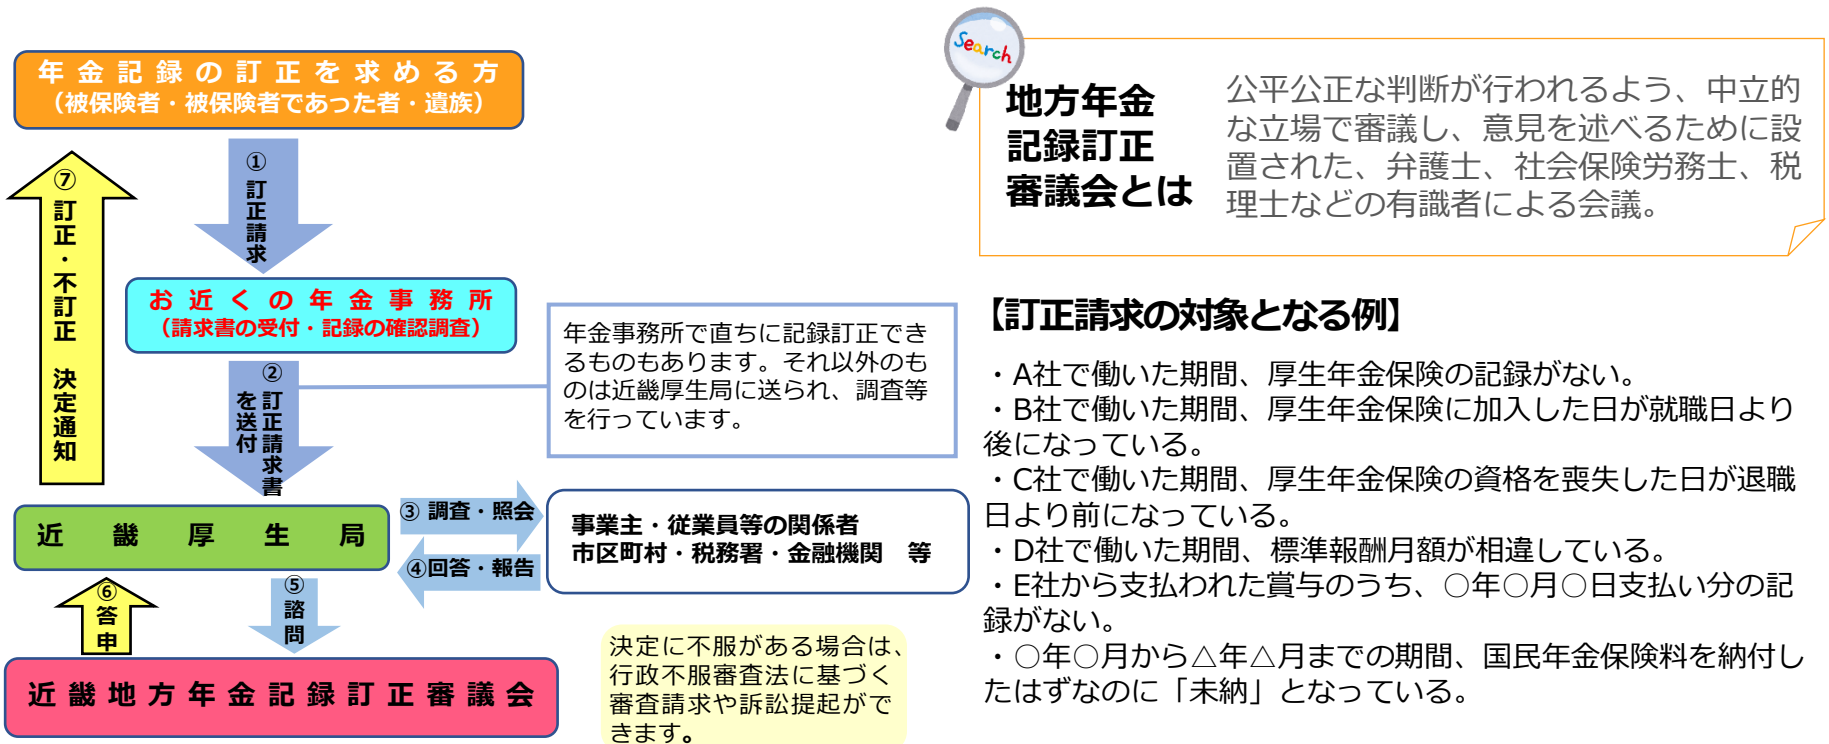 年金記録の訂正を求める方
（被保険者・被保険者であった者・遺族）
①
訂正請求
⑦
訂正・不訂正 決定通知
お近くの年金事務所
（請求書の受付・記録の確認調査）
②
訂正請求書
を送付
年金事務所で直ちに記録訂正でき
るものもあります。それ以外のも
のは近畿厚生局に送られ、調査等
を行っています。
近畿厚生局
③ 調査・照会
④回答・報告
事業主・従業員等の関係者
市区町村・税務署・金融機関 等
⑥
答申
⑤
諮問
近畿地方年金記録訂正審議会
決定に不服がある場合は、
行政不服審査法に基づく
審査請求や訴訟提起がで
きます。
Search
地方年金
記録訂正
審議会とは
公平公正な判断が行われるよう、中立的
な立場で審議し、意見を述べるために設
置された、弁護士、社会保険労務士、税
理士などの有識者による会議。
【訂正請求の対象となる例】
・A社で働いた期間、厚生年金保険の記録がない。
・B社で働いた期間、厚生年金保険に加入した日が就職日より
後になっている。
・C社で働いた期間、厚生年金保険の資格を喪失した日が退職
日より前になっている。
・D社で働いた期間、標準報酬月額が相違している。
・E社から支払われた賞与のうち、○年○月○日支払い分の記
録がない。
・○年○月から△年△月までの期間、国民年金保険料を納付し
たはずなのに「未納」となっている。